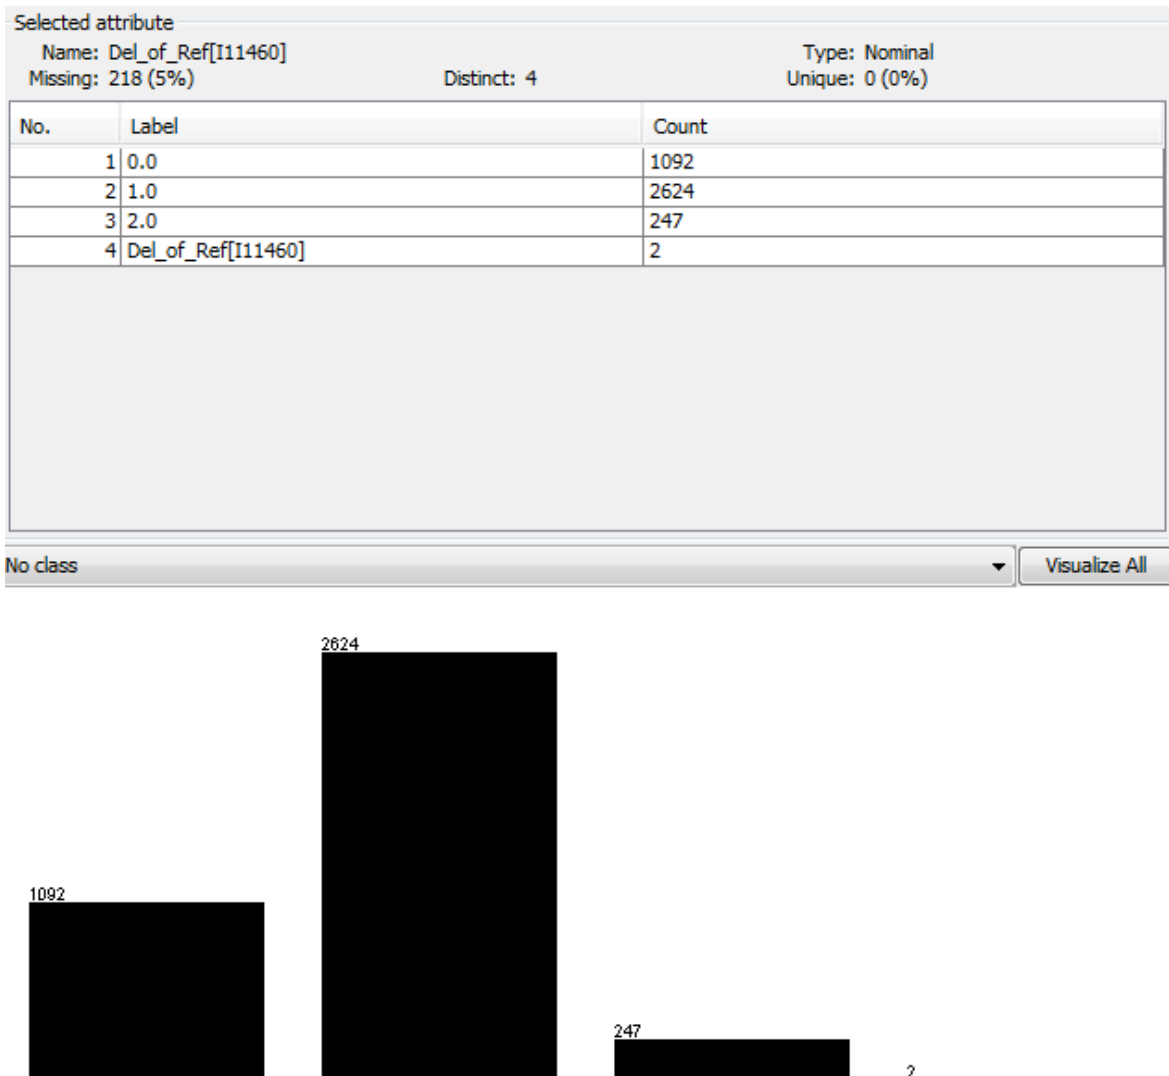 Selected attribute
Name: Del_of_Ref[I11460] Type: Nominal
Missing: 218 (5%) Distinct: 4 Unique: 0 (0%)
No. Label Count
1 0.0 1092
2 1.0 2624
3 2.0 247
4 Del_of_Ref[I11460] 2
No class Visualize All
2624
1092
247
2